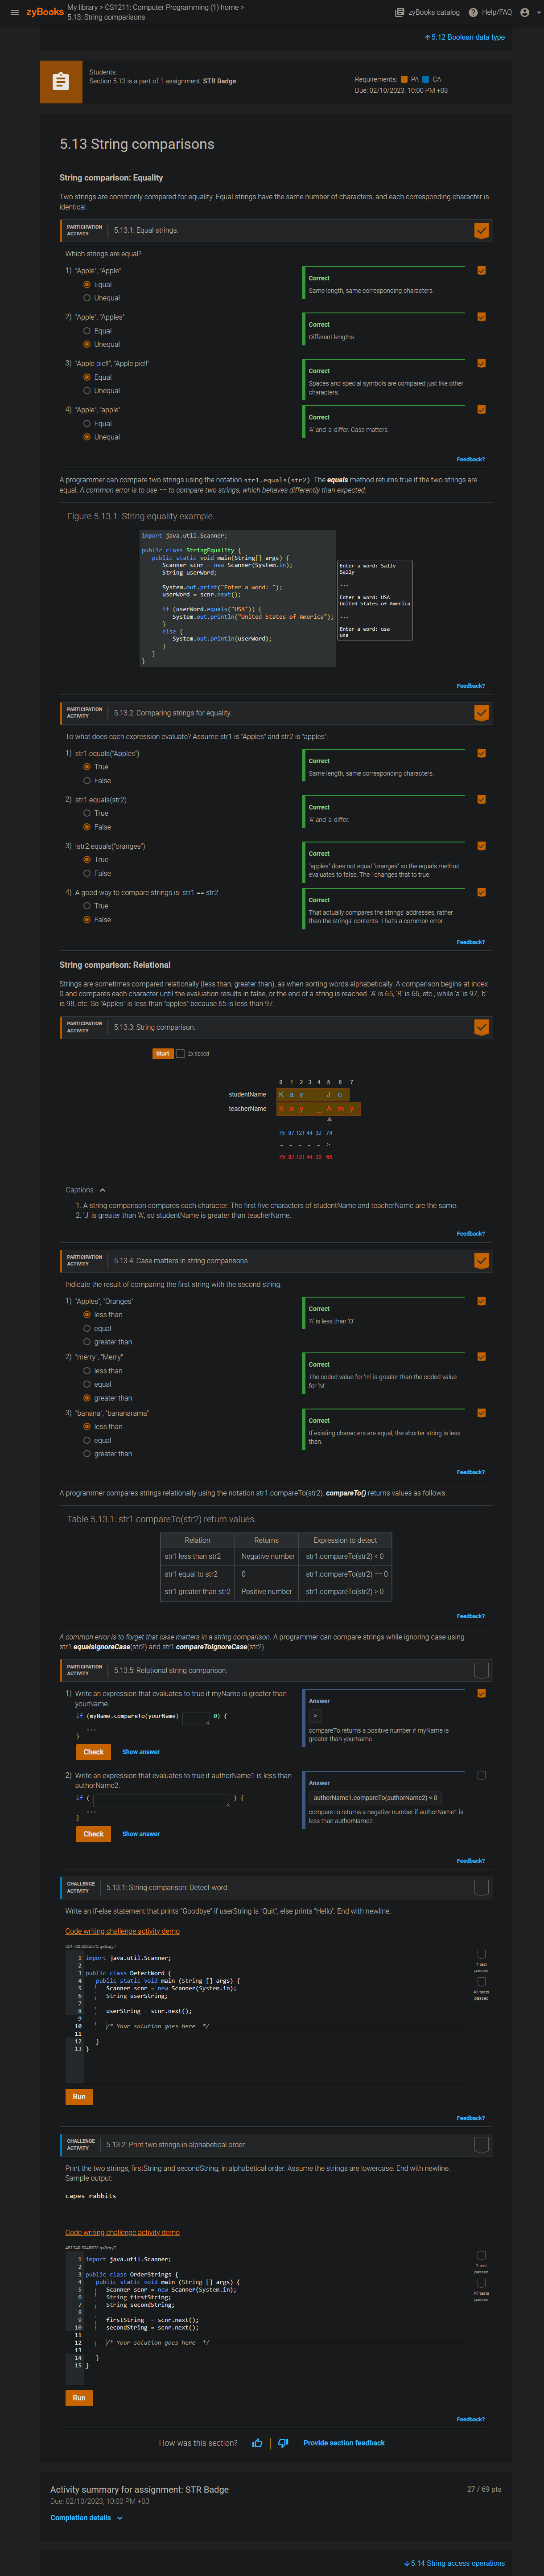 zyBooks
My library > CS1211: Computer Programming (1) home >
5.13: String comparisons
zyBooks catalog
Help/FAQ
5.12 Boolean data type
Students:
Section 5.13 is a part of 1 assignment: STR Badge
Requirements: PA CA
Due: 02/10/2023, 10:00 PM +03
5.13 String comparisons
String comparison: Equality
Two strings are commonly compared for equality. Equal strings have the same number of characters, and each corresponding character is
identical.
PARTICIPATION
ACTIVITY
5.13.1: Equal strings.
Which strings are equal?
1) "Apple", "Apple"
Equal
Unequal
Correct
Same length, same corresponding characters.
2) "Apple", "Apples"
Equal
Unequal
Correct
Different lengths.
3) "Apple pie!!", "Apple pie!!"
Equal
Unequal
Correct
Spaces and special symbols are compared just like other
characters.
4) "Apple", "apple"
Equal
Unequal
Correct
'A' and 'a' differ. Case matters.
Feedback?
A programmer can compare two strings using the notation str1.equals(str2). The equals method returns true if the two strings are
equal. A common error is to use == to compare two strings, which behaves differently than expected.
Figure 5.13.1: String equality example.
import java.util.Scanner;
public class StringEquality {
public static void main(String[] args) {
Scanner scnr = new Scanner(System.in);
String userWord;
System.out.print("Enter a word: ");
userWord = scnr.next();
if (userWord.equals("USA")) {
System.out.println("United States of America");
}
else {
System.out.println(userWord);
}
}
}
Enter a word: Sally
Sally
...
Enter a word: USA
United States of America
...
Enter a word: usa
usa
Feedback?
PARTICIPATION
ACTIVITY
5.13.2: Comparing strings for equality.
To what does each expression evaluate? Assume str1 is "Apples" and str2 is "apples".
1) str1.equals("Apples")
True
False
Correct
Same length, same corresponding characters.
2) str1.equals(str2)
True
False
Correct
'A' and 'a' differ.
3) !str2.equals("oranges")
True
False
Correct
"apples" does not equal "oranges" so the equals method
evaluates to false. The ! changes that to true.
4) A good way to compare strings is: str1 == str2.
True
False
Correct
That actually compares the strings' addresses, rather
than the strings' contents. That's a common error.
Feedback?
String comparison: Relational
Strings are sometimes compared relationally (less than, greater than), as when sorting words alphabetically. A comparison begins at index
0 and compares each character until the evaluation results in false, or the end of a string is reached. 'A' is 65, 'B' is 66, etc., while 'a' is 97, 'b'
is 98, etc. So "Apples" is less than "apples" because 65 is less than 97.
PARTICIPATION
ACTIVITY
5.13.3: String comparison.
Start
2x speed
0 1 2 3 4 5 6 7
studentName K a y , _ J o
teacherName K a y , _ A m y
75 97 121 44 32 74
= = = = = >
75 97 121 44 32 65
Captions
1. A string comparison compares each character. The first five characters of studentName and teacherName are the same.
2. 'J' is greater than 'A', so studentName is greater than teacherName.
Feedback?
PARTICIPATION
ACTIVITY
5.13.4: Case matters in string comparisons.
Indicate the result of comparing the first string with the second string.
1) "Apples", "Oranges"
less than
equal
greater than
Correct
'A' is less than 'O'
2) "merry", "Merry"
less than
equal
greater than
Correct
The coded value for 'm' is greater than the coded value
for 'M'
3) "banana", "bananarama"
less than
equal
greater than
Correct
If existing characters are equal, the shorter string is less
than.
Feedback?
A programmer compares strings relationally using the notation str1.compareTo(str2). compareTo() returns values as follows.
Table 5.13.1: str1.compareTo(str2) return values.
Relation Returns Expression to detect
str1 less than str2 Negative number str1.compareTo(str2) < 0
str1 equal to str2 0 str1.compareTo(str2) == 0
str1 greater than str2 Positive number str1.compareTo(str2) > 0
Feedback?
A common error is to forget that case matters in a string comparison. A programmer can compare strings while ignoring case using
str1.equalsIgnoreCase(str2) and str1.compareToIgnoreCase(str2).
PARTICIPATION
ACTIVITY
5.13.5: Relational string comparison.
1) Write an expression that evaluates to true if myName is greater than
yourName.
if (myName.compareTo(yourName) 0) {
...
}
Check
Show answer
Answer
>
compareTo returns a positive number if myName is
greater than yourName.
2) Write an expression that evaluates to true if authorName1 is less than
authorName2.
if ( ) {
...
}
Check
Show answer
Answer
authorName1.compareTo(authorName2) < 0
compareTo returns a negative number if authorName1 is
less than authorName2.
Feedback?
CHALLENGE
ACTIVITY
5.13.1: String comparison: Detect word.
Write an if-else statement that prints "Goodbye" if userString is "Quit", else prints "Hello". End with newline.
Code writing challenge activity demo
1 import java.util.Scanner;
2
3 public class DetectWord {
4 public static void main (String [] args) {
5 Scanner scnr = new Scanner(System.in);
6 String userString;
7
8 userString = scnr.next();
9
10 /* Your solution goes here */
11
12 }
13 }
1 test
passed
All tests
passed
Run
Feedback?
CHALLENGE
ACTIVITY
5.13.2: Print two strings in alphabetical order.
Print the two strings, firstString and secondString, in alphabetical order. Assume the strings are lowercase. End with newline.
Sample output:
capes rabbits
Code writing challenge activity demo
1 import java.util.Scanner;
2
3 public class OrderStrings {
4 public static void main (String [] args) {
5 Scanner scnr = new Scanner(System.in);
6 String firstString;
7 String secondString;
8
9 firstString = scnr.next();
10 secondString = scnr.next();
11
12 /* Your solution goes here */
13
14 }
15 }
1 test
passed
All tests
passed
Run
Feedback?
How was this section?
Provide section feedback
Activity summary for assignment: STR Badge
27 / 69 pts
Due: 02/10/2023, 10:00 PM +03
Completion details
5.14 String access operations